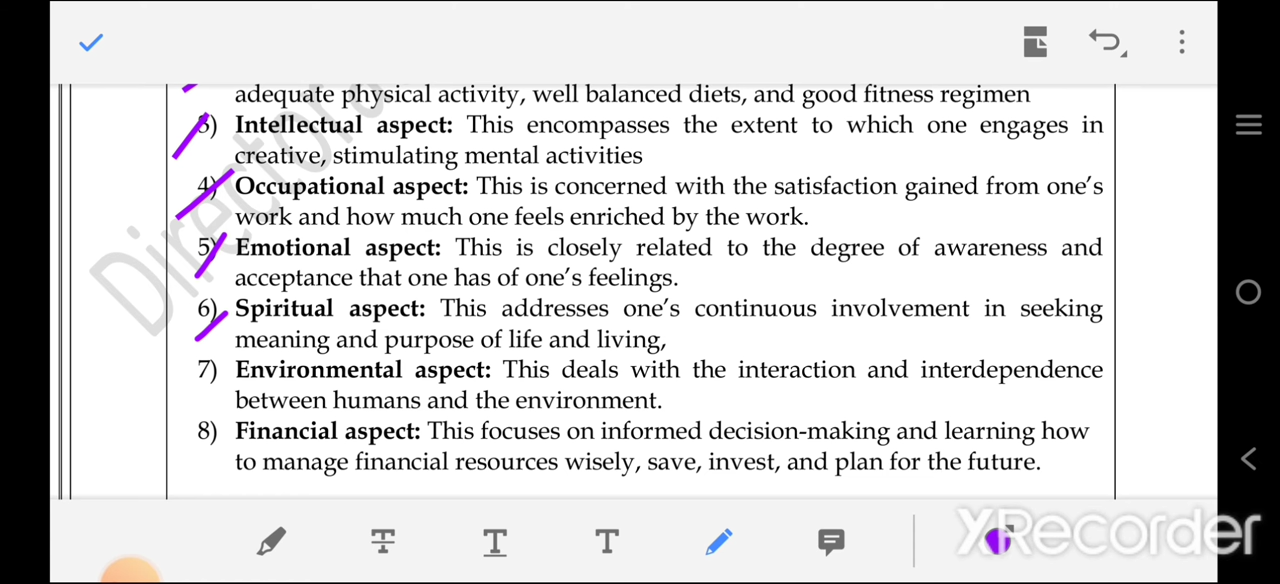 adequate physical activity, well balanced diets, and good fitness regimen
3) Intellectual aspect: This encompasses the extent to which one engages in
creative, stimulating mental activities
4) Occupational aspect: This is concerned with the satisfaction gained from one's
work and how much one feels enriched by the work.
5) Emotional aspect: This is closely related to the degree of awareness and
acceptance that one has of one's feelings.
6) Spiritual aspect: This addresses one's continuous involvement in seeking
meaning and purpose of life and living,
7) Environmental aspect: This deals with the interaction and interdependence
between humans and the environment.
8) Financial aspect: This focuses on informed decision-making and learning how
to manage financial resources wisely, save, invest, and plan for the future.
T T T
XRecorder